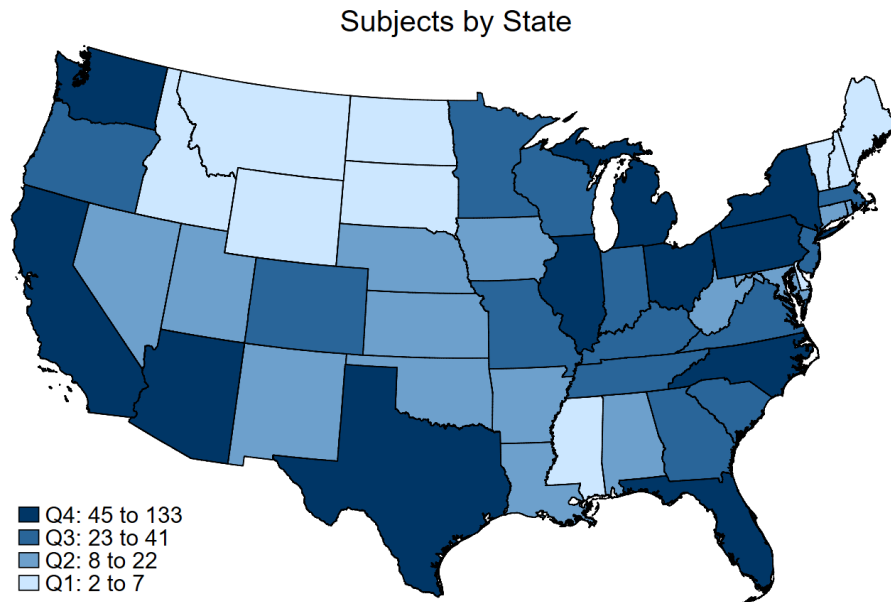 Subjects by State
Q4: 45 to 133
Q3: 23 to 41
Q2: 8 to 22
Q1: 2 to 7